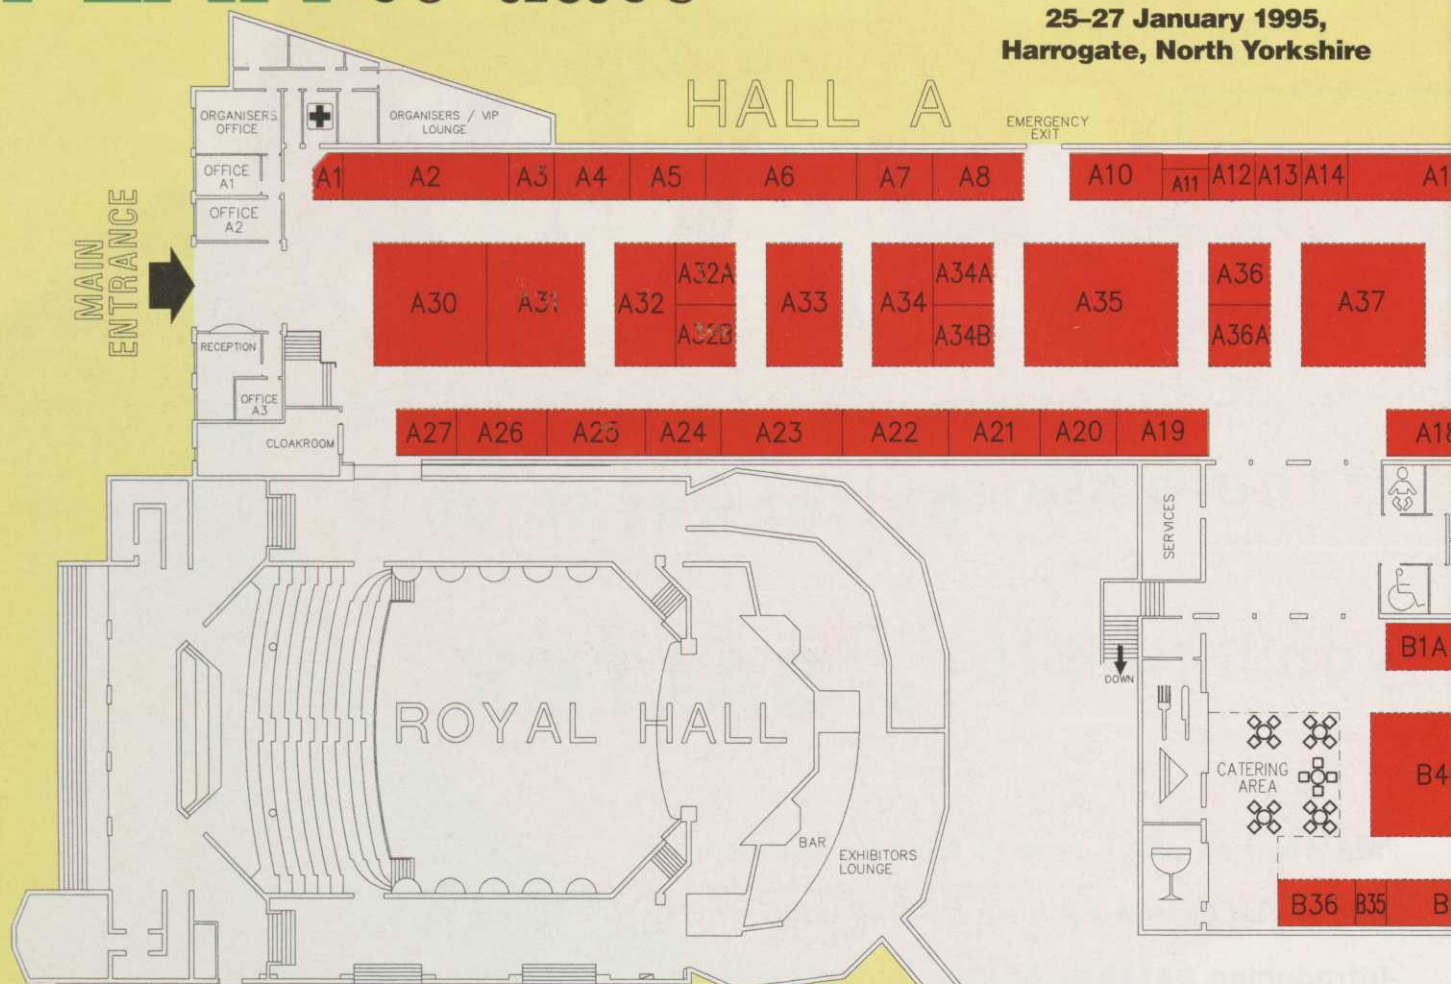 25–27 January 1995,
Harrogate, North Yorkshire
HALL A
EMERGENCY
EXIT
ORGANISERS
OFFICE
ORGANISERS / VIP
LOUNGE
OFFICE
A1
OFFICE
A2
MAIN
ENTRANCE
A1 A2 A3 A4 A5 A6 A7 A8 A10 A11 A12 A13 A14
A30 A31 A32 A32A A32B A33 A34 A34A A34B A35 A36 A36A A37
RECEPTION
OFFICE
A3
CLOAKROOM
A27 A26 A25 A24 A23 A22 A21 A20 A19 A18
SERVICES
DOWN
B1A
ROYAL HALL
CATERING
AREA
B4
BAR
EXHIBITORS
LOUNGE
B36 B35 B